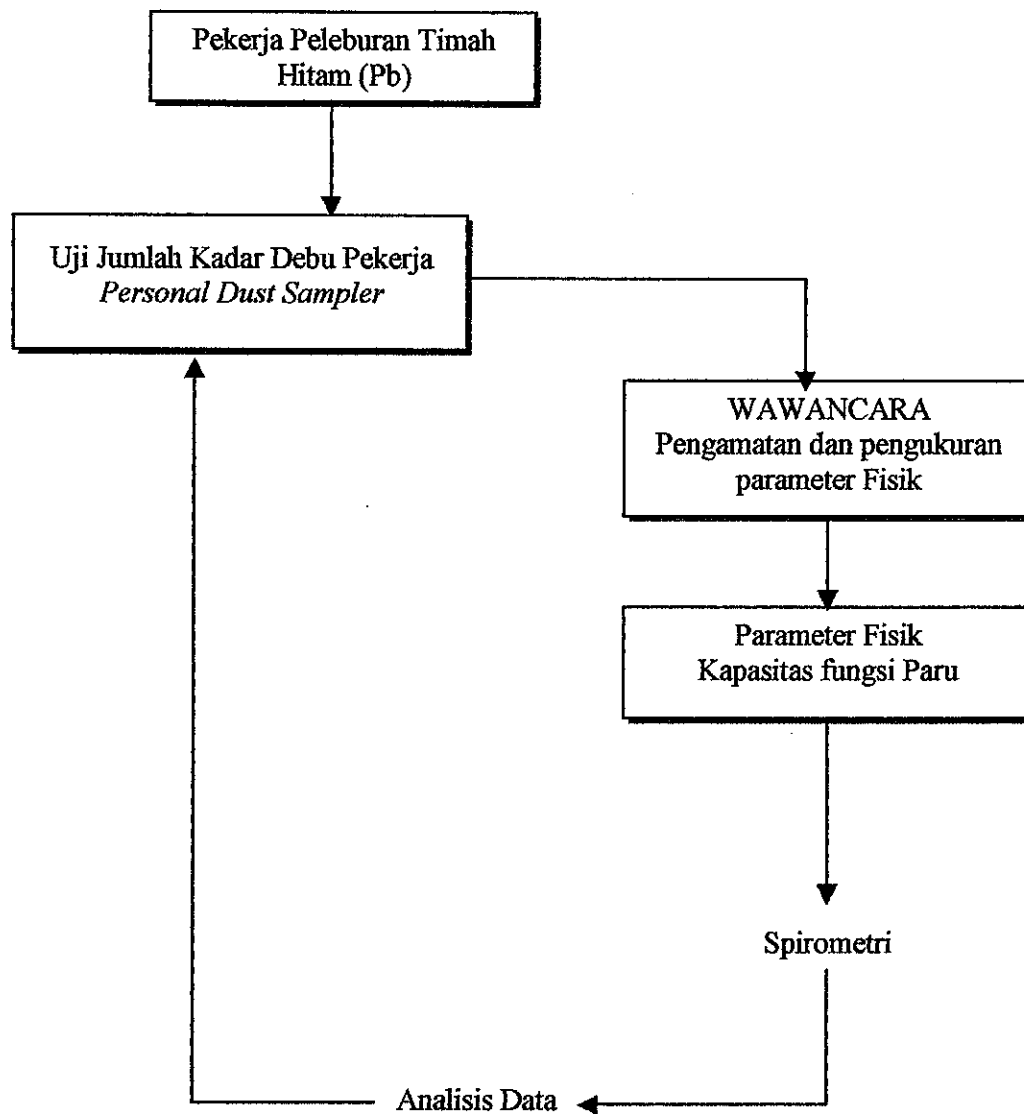 Pekerja Peleburan Timah
Hitam (Pb)
Uji Jumlah Kadar Debu Pekerja
Personal Dust Sampler
WAWANCARA
Pengamatan dan pengukuran
parameter Fisik
Parameter Fisik
Kapasitas fungsi Paru
Spirometri
Analisis Data